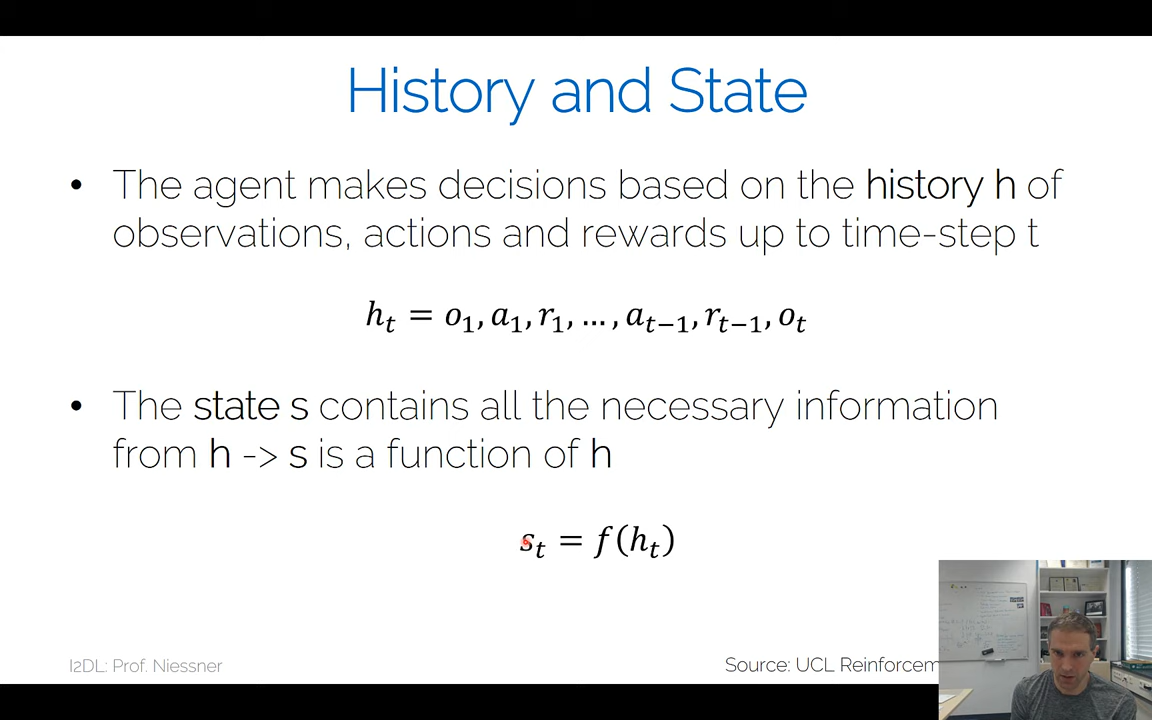 History and State
• The agent makes decisions based on the history h of
observations, actions and rewards up to time-step t
hₜ = o₁, a₁, r₁, … , aₜ₋₁, rₜ₋₁, oₜ
• The state s contains all the necessary information
from h -> s is a function of h
sₜ = f(hₜ)
I2DL: Prof. Niessner
Source: UCL Reinforcem